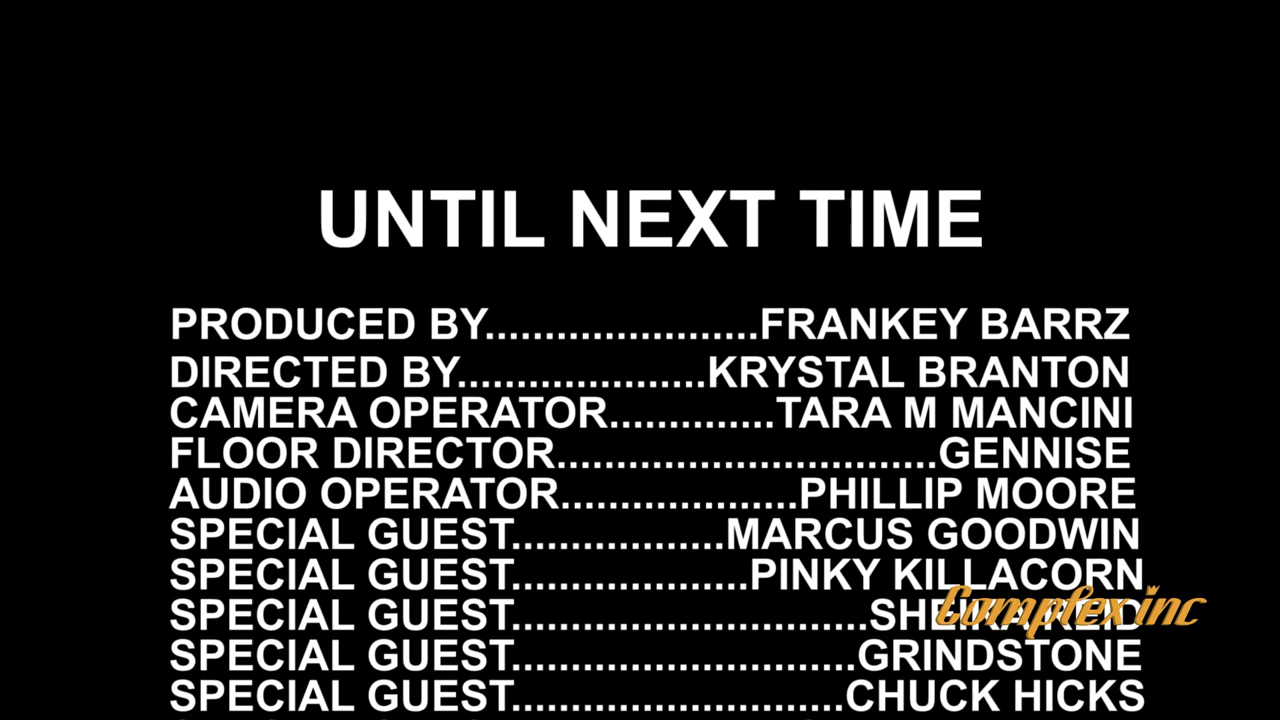 UNTIL NEXT TIME
PRODUCED BY.......................FRANKEY BARRZ
DIRECTED BY.....................KRYSTAL BRANTON
CAMERA OPERATOR..............TARA M MANCINI
FLOOR DIRECTOR................................GENNISE
AUDIO OPERATOR....................PHILLIP MOORE
SPECIAL GUEST..................MARCUS GOODWIN
SPECIAL GUEST....................PINKY KILLACORN
SPECIAL GUEST..............................
Complex inc
SPECIAL GUEST.............................GRINDSTONE
SPECIAL GUEST............................CHUCK HICKS